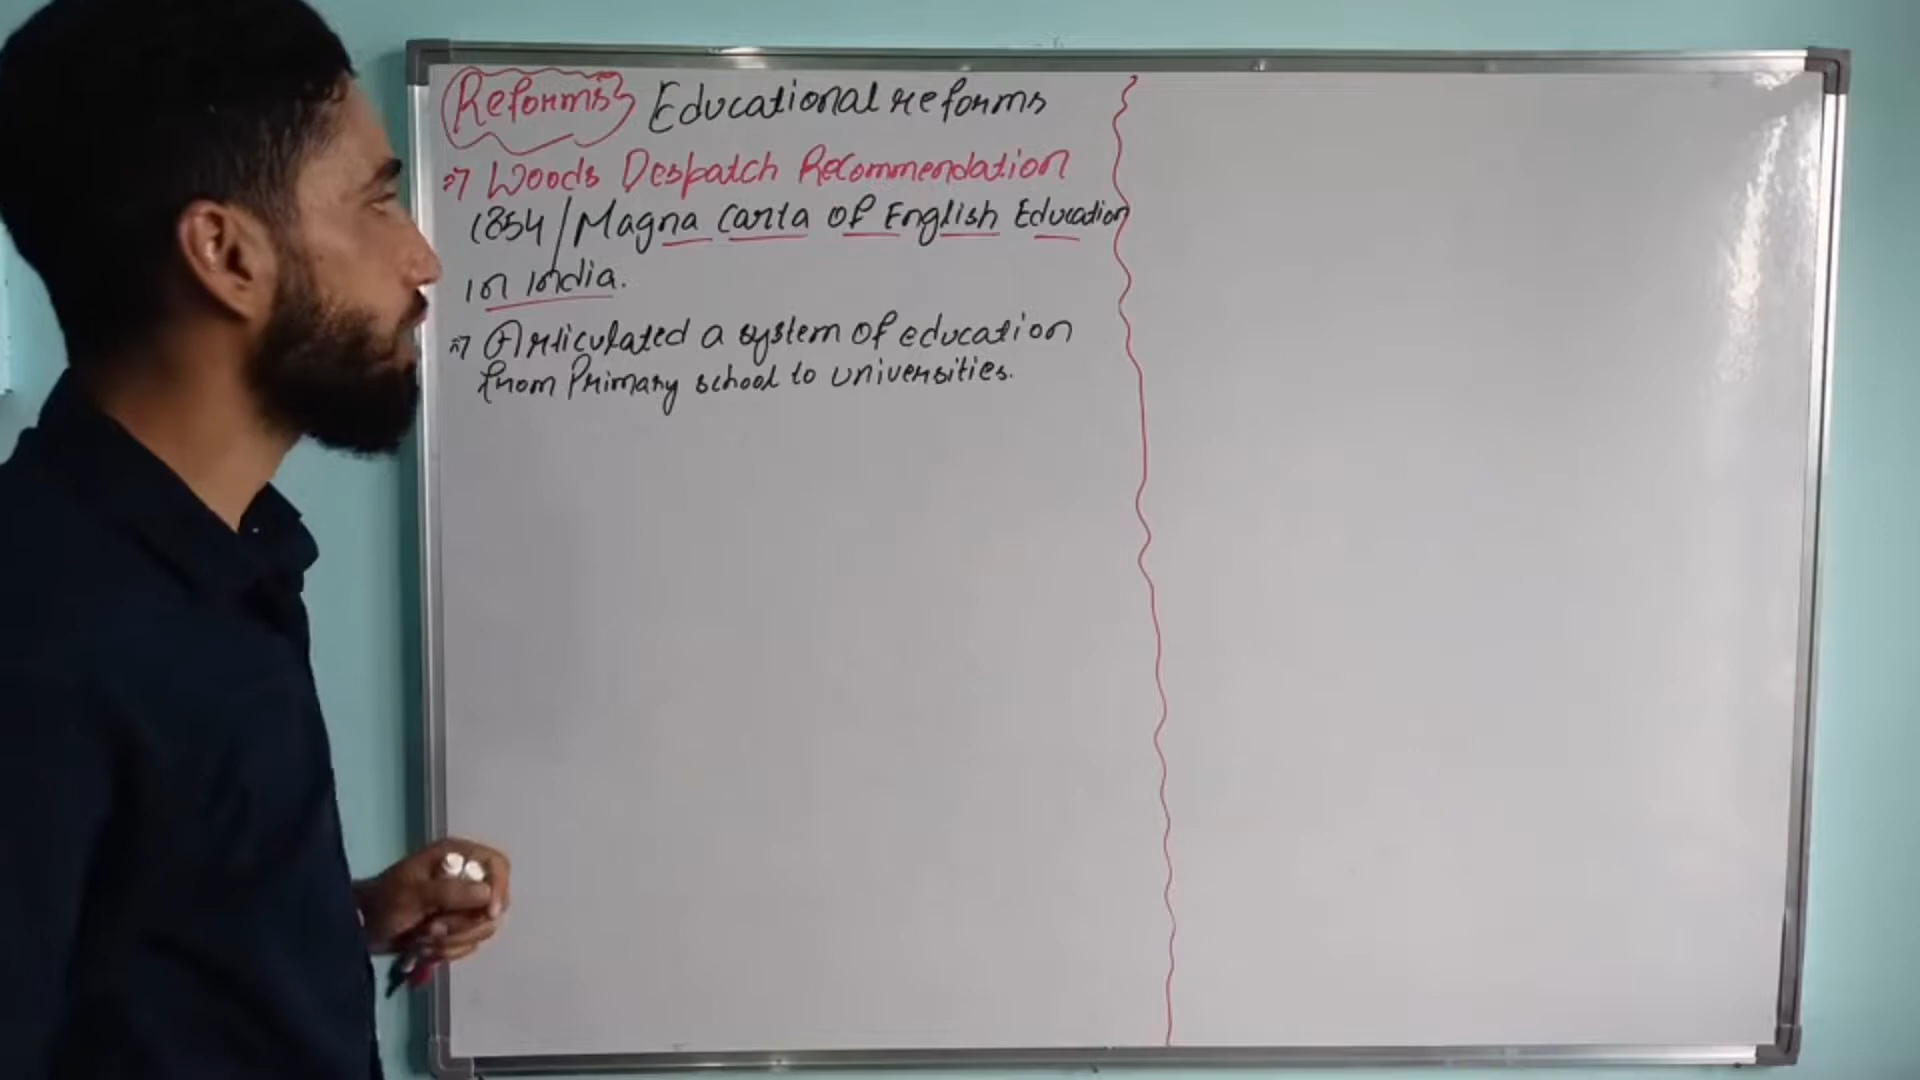 Reforms Educational reforms
⇒ Woods Despatch Recommendation
1854/Magna carta of English Education
in india.
⇒ Articulated a system of education
from Primary school to universities.